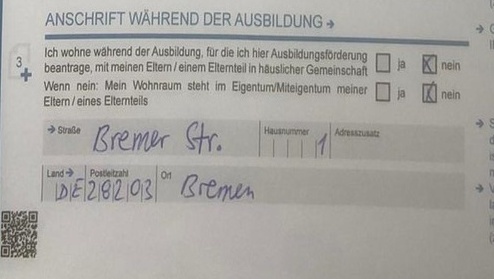 ANSCHRIFT WÄHREND DER AUSBILDUNG
3
Ich wohne während der Ausbildung, für die ich hier Ausbildungsförderung
beantrage, mit meinen Eltern / einem Elternteil in häuslicher Gemeinschaft ja X nein
Wenn nein: Mein Wohnraum steht im Eigentum/Miteigentum meiner
Eltern / eines Elternteils ja X nein
Straße Hausnummer Adresszusatz
Bremer Str. 1
Land Postleitzahl Ort
DE 28203 Bremen